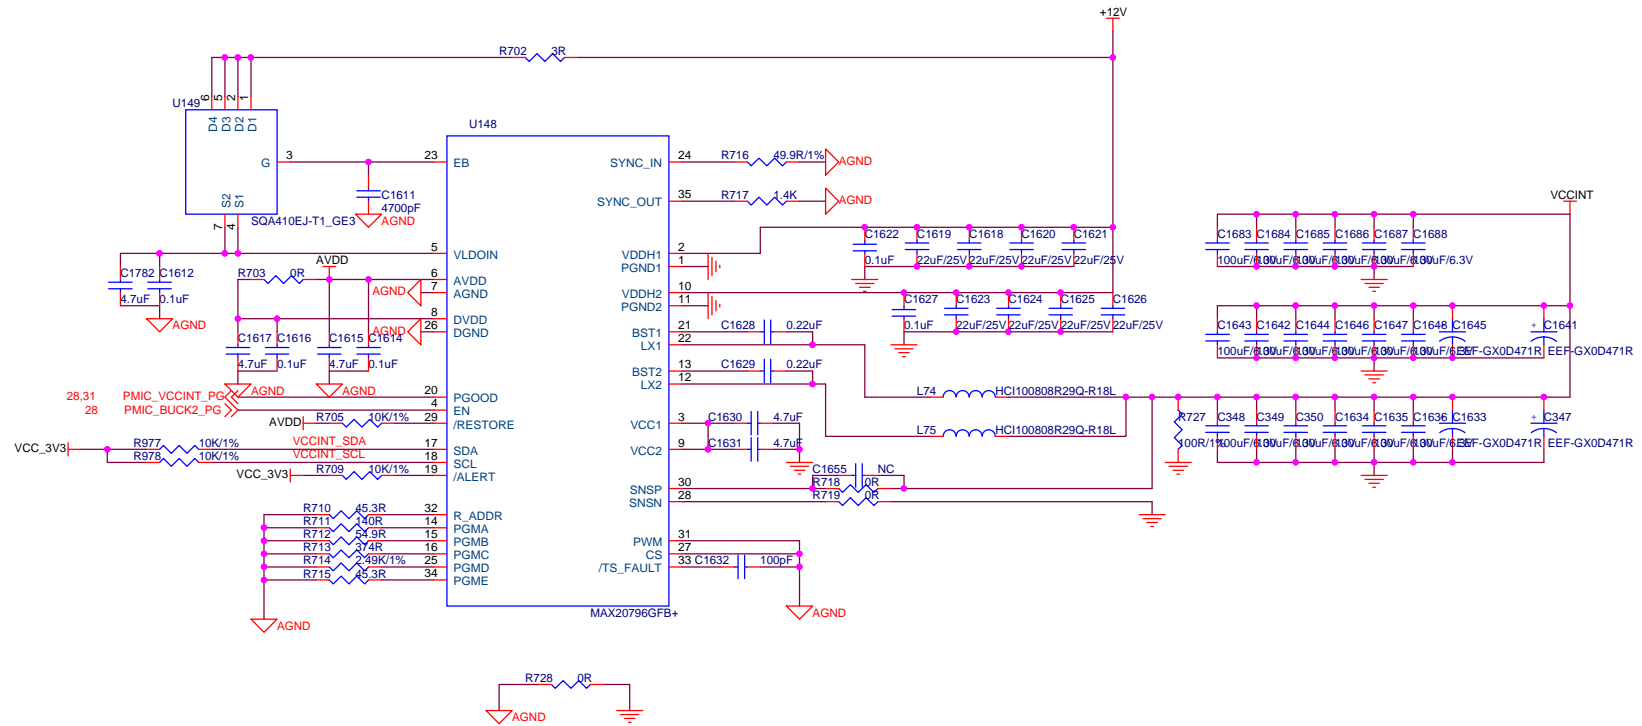 +12V
R702 3R
U149
6 5 2 1
D4 D3 D2 D1
G 3
S2 S1
7 4
SQA410EJ-T1_GE3
C1611
4700pF
AGND
U148
23 EB
5 VLDOIN
6 AVDD
7 AGND
8 DVDD
26 DGND
20 PGOOD
4 EN
29 /RESTORE
17 SDA
18 SCL
19 /ALERT
32 R_ADDR
14 PGMA
15 PGMB
16 PGMC
25 PGMD
34 PGME
SYNC_IN 24
SYNC_OUT 35
VDDH1 2
PGND1 1
VDDH2 10
PGND2 11
BST1 21
LX1 22
BST2 13
LX2 12
VCC1 3
VCC2 9
SNSP 30
SNSN 28
PWM 31
CS 27
/TS_FAULT 33
MAX20796GFB+
C1782 C1612
4.7uF 0.1uF
AGND
R703 0R
AVDD
AGND
AGND
C1617 C1616 C1615 C1614
4.7uF 0.1uF 4.7uF 0.1uF
AGND AGND
28,31 PMIC_VCCINT_PG
28 PMIC_BUCK2_PG
AVDD R705 10K/1%
VCC_3V3 R977 10K/1% VCCINT_SDA
R978 10K/1% VCCINT_SCL
VCC_3V3 R709 10K/1%
R710 45.3R
R711 140R
R712 54.9R
R713 374R
R714 2.49K/1%
R715 45.3R
AGND
R716 49.9R/1% AGND
R717 1.4K AGND
C1622 C1619 C1618 C1620 C1621
0.1uF 22uF/25V 22uF/25V 22uF/25V 22uF/25V
C1627 C1623 C1624 C1625 C1626
0.1uF 22uF/25V 22uF/25V 22uF/25V 22uF/25V
C1628 0.22uF
C1629 0.22uF
L74 HCI100808R29Q-R18L
L75 HCI100808R29Q-R18L
C1630 4.7uF
C1631 4.7uF
C1655 NC
R718 0R
R719 0R
C1632 100pF
AGND
VCCINT
C1683 C1684 C1685 C1686 C1687 C1688
100uF/6.3V
C1643 C1642 C1644 C1646 C1647 C1648 C1645 + C1641
EEF-GX0D471R EEF-GX0D471R
R727 C348 C349 C350 C1634 C1635 C1636 C1633 + C347
100R/1% EEF-GX0D471R EEF-GX0D471R
R728 0R
AGND